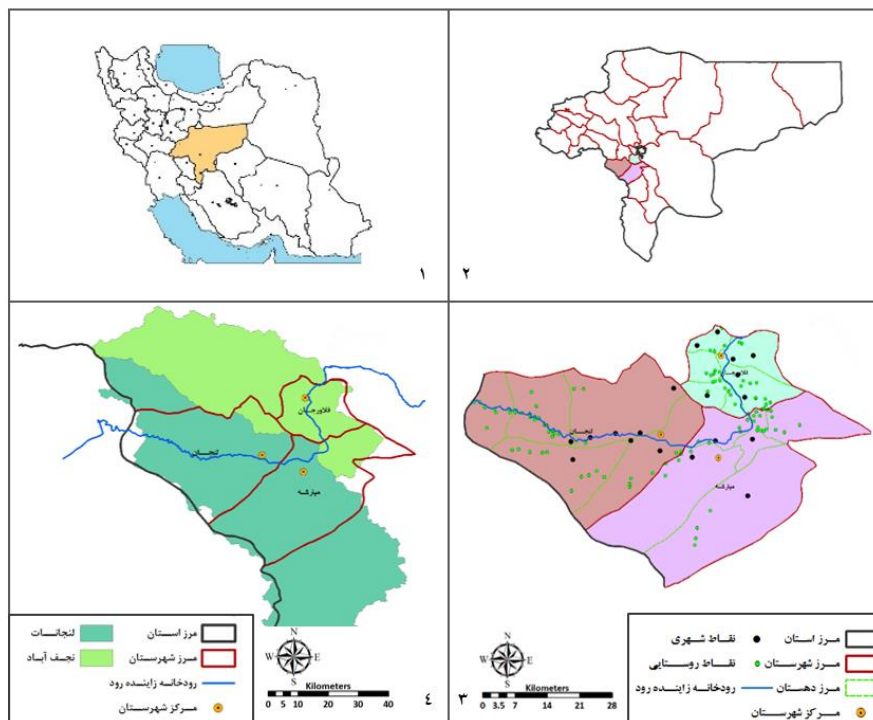 ۱
۲
فلاورجان
لنجان
مبارکه
فلاورجان
لنجان
مبارکه
لنجانات
مرز استان
نجف آباد
مرز شهرستان
رودخانه زاینده رود
مرکز شهرستان
N
W
E
S
Kilometers
0 5 10 20 30 40
۴
N
W
E
S
Kilometers
0 3.5 7 14 21 28
۳
نقاط شهری
مرز استان
نقاط روستایی
مرز شهرستان
رودخانه زاینده رود
مرز دهستان
مرکز شهرستان